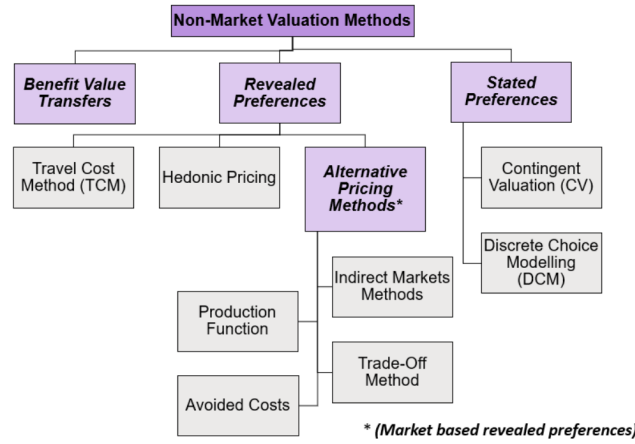 Non-Market Valuation Methods
Benefit Value
Transfers
Revealed
Preferences
Stated
Preferences
Travel Cost
Method (TCM)
Hedonic Pricing
Alternative
Pricing
Methods*
Contingent
Valuation (CV)
Discrete Choice
Modelling
(DCM)
Indirect Markets
Methods
Production
Function
Trade-Off
Method
Avoided Costs
* (Market based revealed preferences)